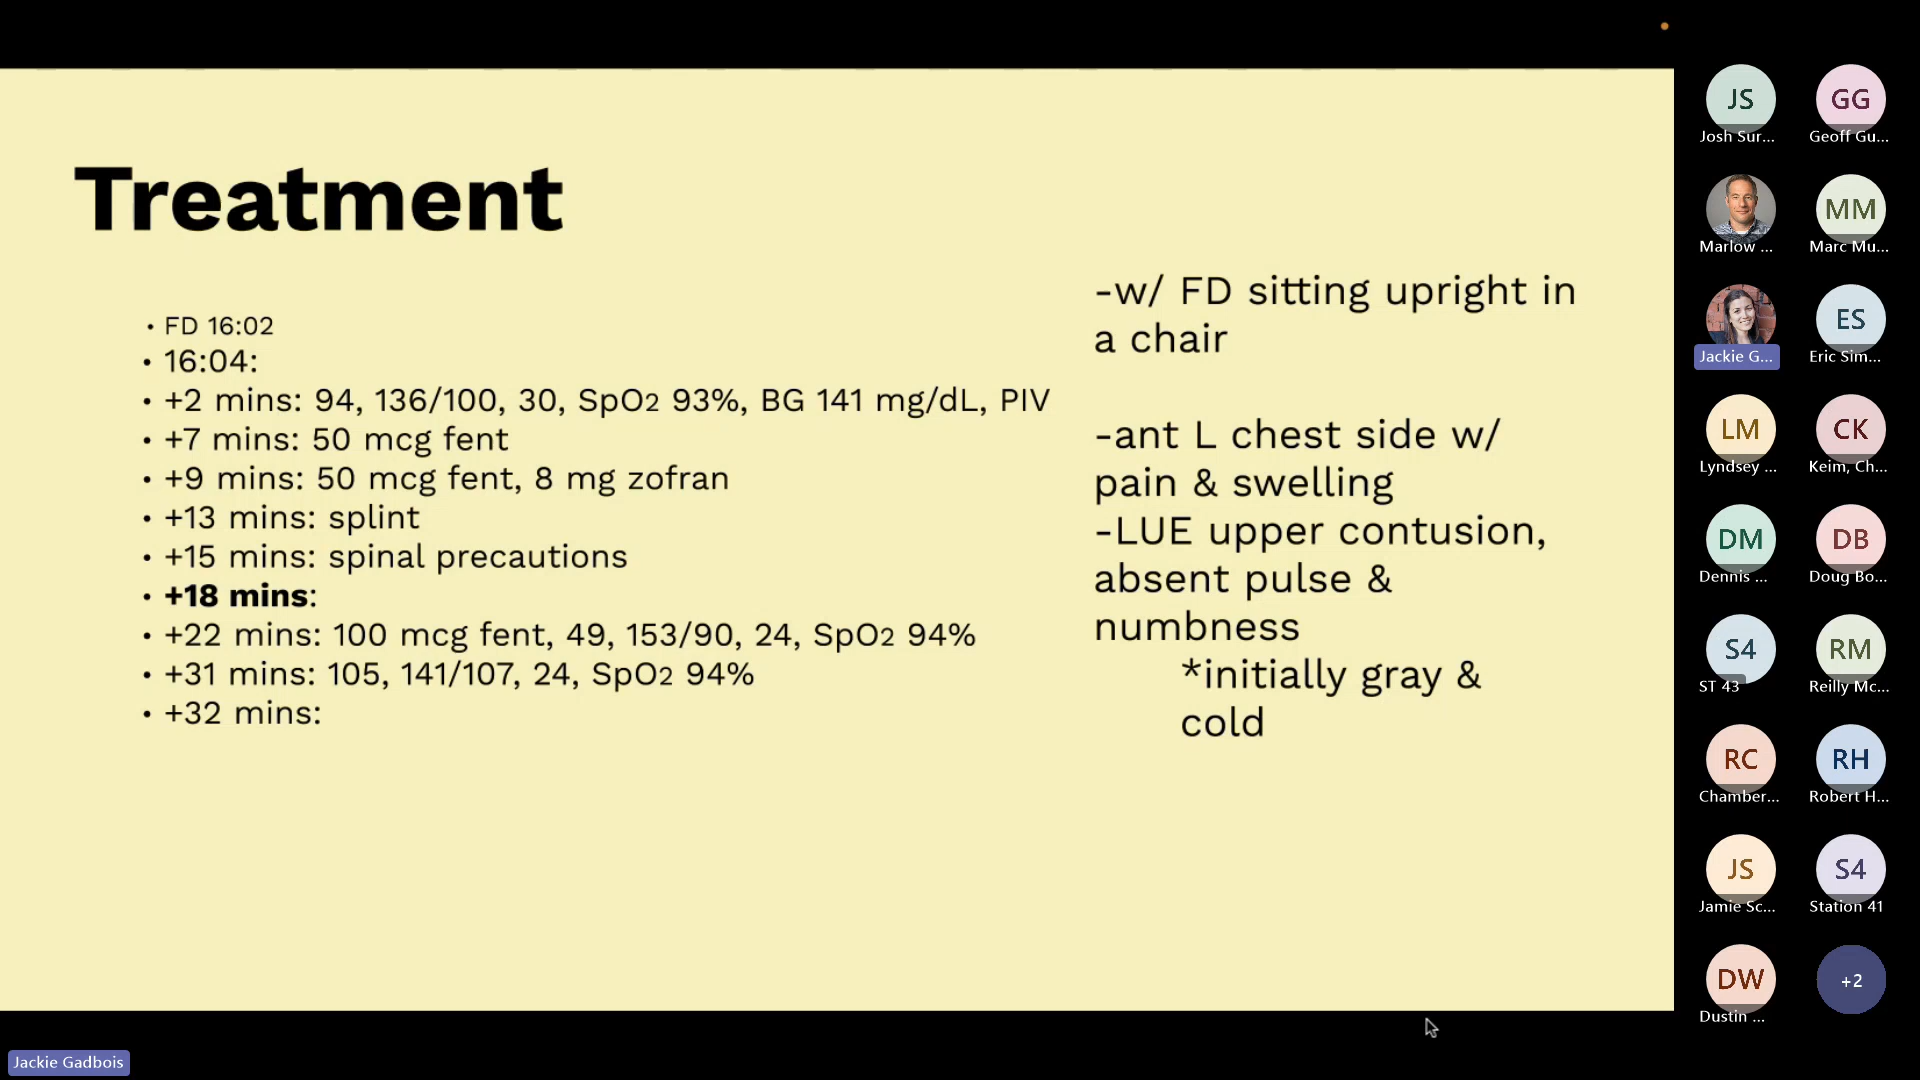 Treatment
• FD 16:02
• 16:04:
• +2 mins: 94, 136/100, 30, SpO2 93%, BG 141 mg/dL, PIV
• +7 mins: 50 mcg fent
• +9 mins: 50 mcg fent, 8 mg zofran
• +13 mins: splint
• +15 mins: spinal precautions
• +18 mins:
• +22 mins: 100 mcg fent, 49, 153/90, 24, SpO2 94%
• +31 mins: 105, 141/107, 24, SpO2 94%
• +32 mins:
-w/ FD sitting upright in
a chair
-ant L chest side w/
pain & swelling
-LUE upper contusion,
absent pulse &
numbness
*initially gray &
cold
JS
Josh Sur...
GG
Geoff Gu...
Marlow ...
MM
Marc Mu...
Jackie G...
ES
Eric Sim...
LM
Lyndsey ...
CK
Keim, Ch...
DM
Dennis ...
DB
Doug Bo...
S4
ST 43
RM
Reilly Mc...
RC
Chamber...
RH
Robert H...
JS
Jamie Sc...
S4
Station 41
DW
Dustin ...
+2
Jackie Gadbois